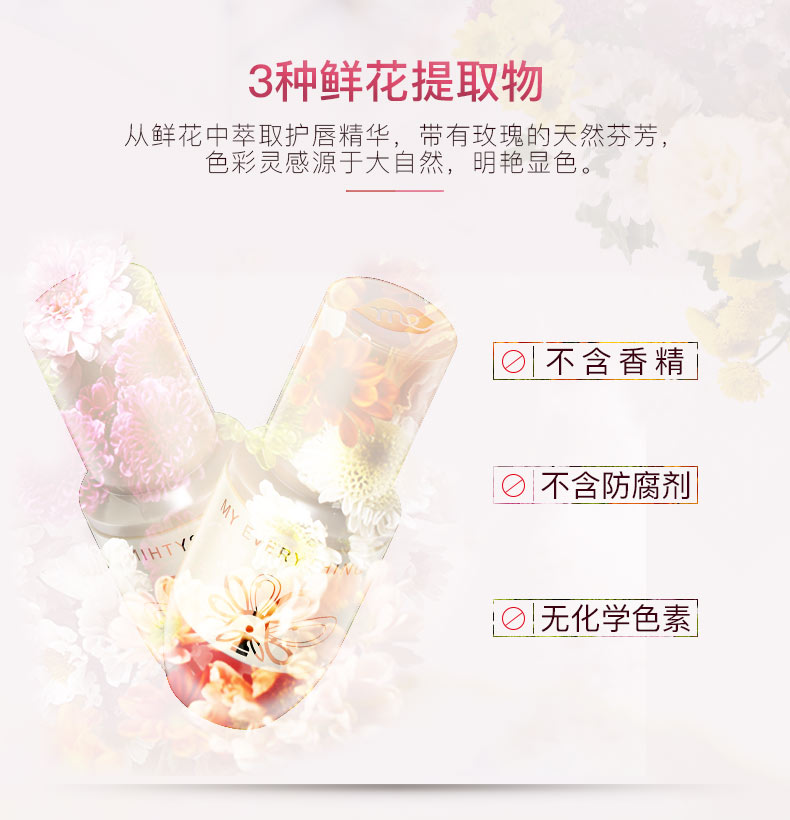 3种鲜花提取物
从鲜花中萃取护唇精华，带有玫瑰的天然芬芳，
色彩灵感源于大自然，明艳显色。
不含香精
MY EVERY
不含防腐剂
无化学色素